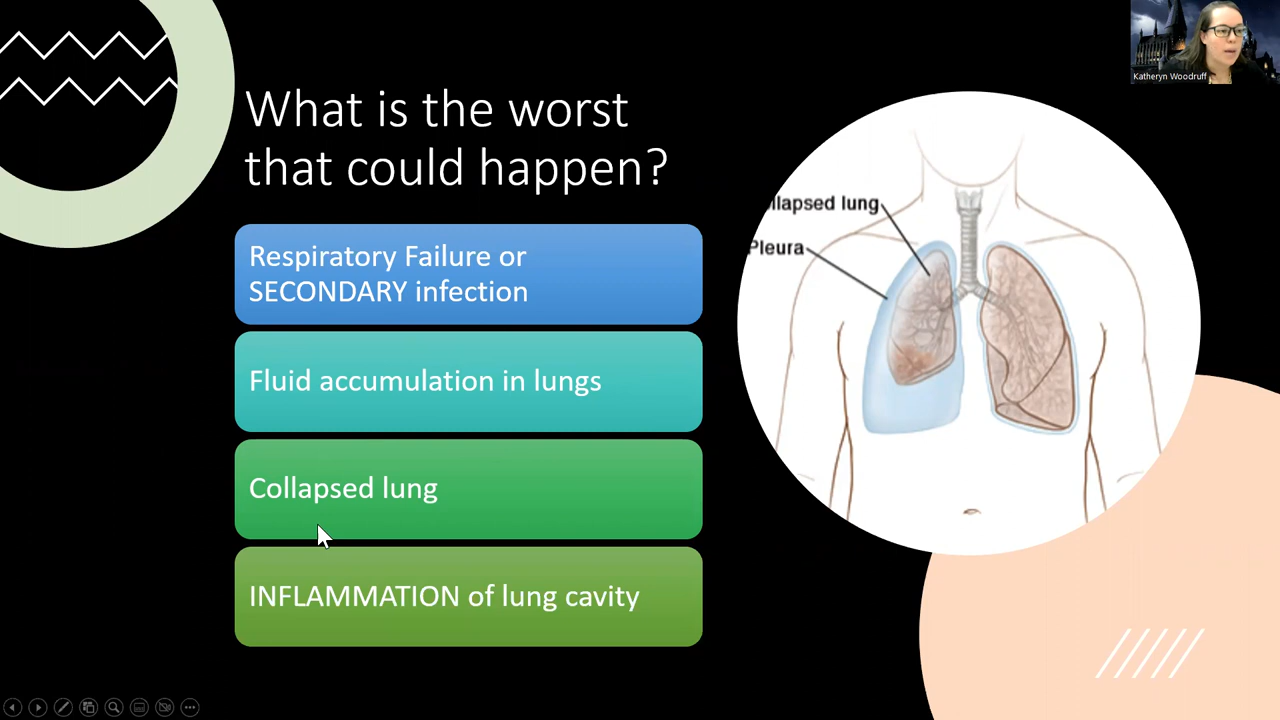 What is the worst
that could happen?
Respiratory Failure or
SECONDARY infection
Fluid accumulation in lungs
Collapsed lung
INFLAMMATION of lung cavity
llapsed lung
Pleura
Katheryn Woodruff